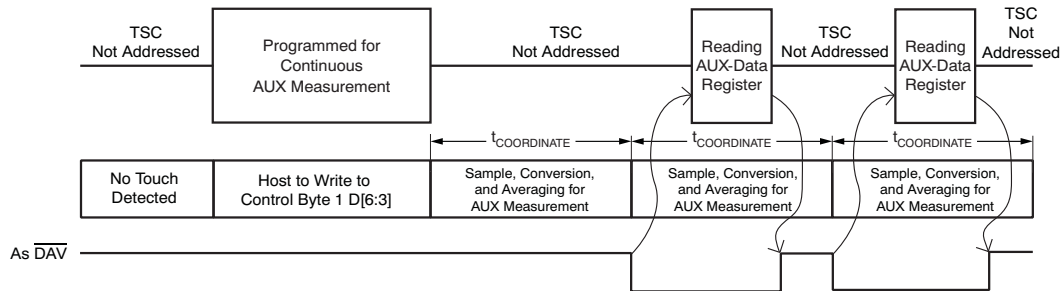 TSC
Not Addressed
Programmed for
Continuous
AUX Measurement
TSC
Not Addressed
Reading
AUX-Data
Register
TSC
Not Addressed
Reading
AUX-Data
Register
TSC
Not
Addressed
tCOORDINATE
tCOORDINATE
tCOORDINATE
No Touch
Detected
Host to Write to
Control Byte 1 D[6:3]
Sample, Conversion,
and Averaging for
AUX Measurement
Sample, Conversion,
and Averaging for
AUX Measurement
Sample, Conversion,
and Averaging for
AUX Measurement
As DAV